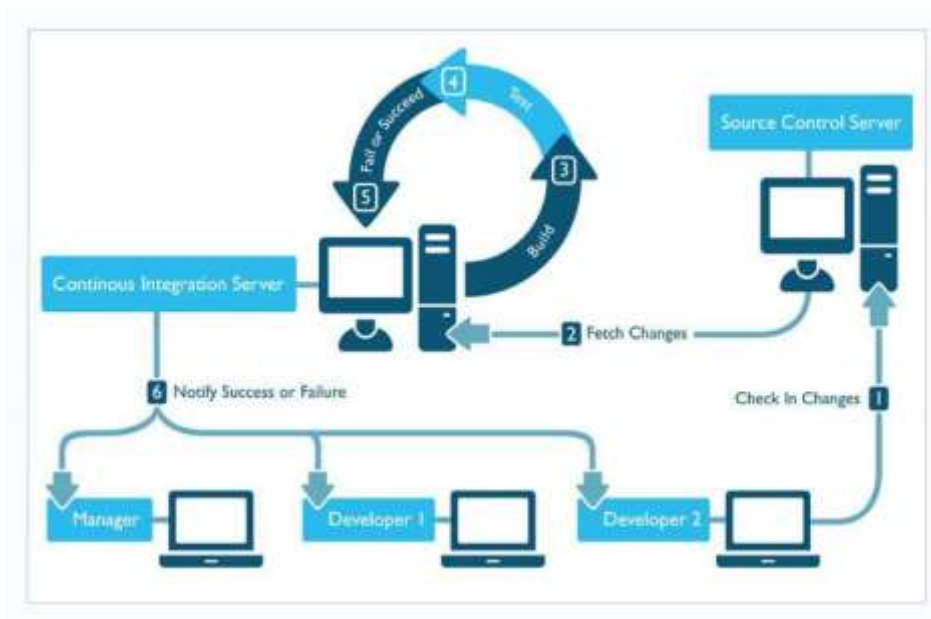 4
Test
Fail or Succeed
5
3
Build
Source Control Server
Continous Integration Server
2 Fetch Changes
6 Notify Success or Failure
Check In Changes 1
Manager
Developer 1
Developer 2